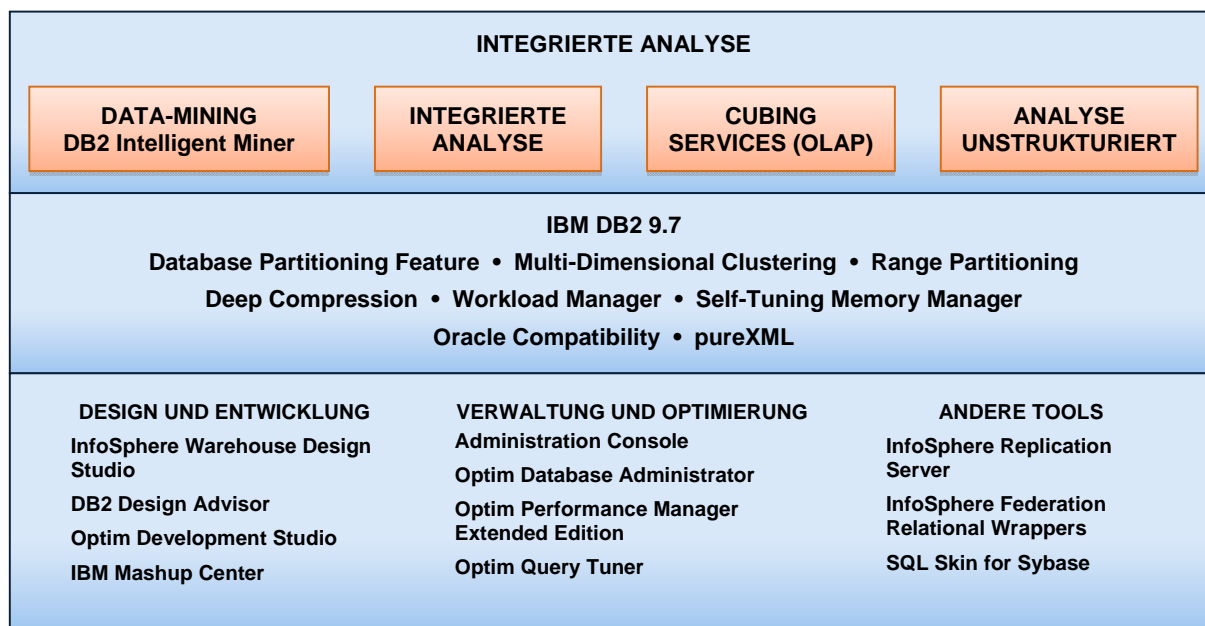 INTEGRIERTE ANALYSE
DATA-MINING
DB2 Intelligent Miner
INTEGRIERTE
ANALYSE
CUBING
SERVICES (OLAP)
ANALYSE
UNSTRUKTURIERT
IBM DB2 9.7
Database Partitioning Feature • Multi-Dimensional Clustering • Range Partitioning
Deep Compression • Workload Manager • Self-Tuning Memory Manager
Oracle Compatibility • pureXML
DESIGN UND ENTWICKLUNG
InfoSphere Warehouse Design
Studio
DB2 Design Advisor
Optim Development Studio
IBM Mashup Center
VERWALTUNG UND OPTIMIERUNG
Administration Console
Optim Database Administrator
Optim Performance Manager
Extended Edition
Optim Query Tuner
ANDERE TOOLS
InfoSphere Replication
Server
InfoSphere Federation
Relational Wrappers
SQL Skin for Sybase